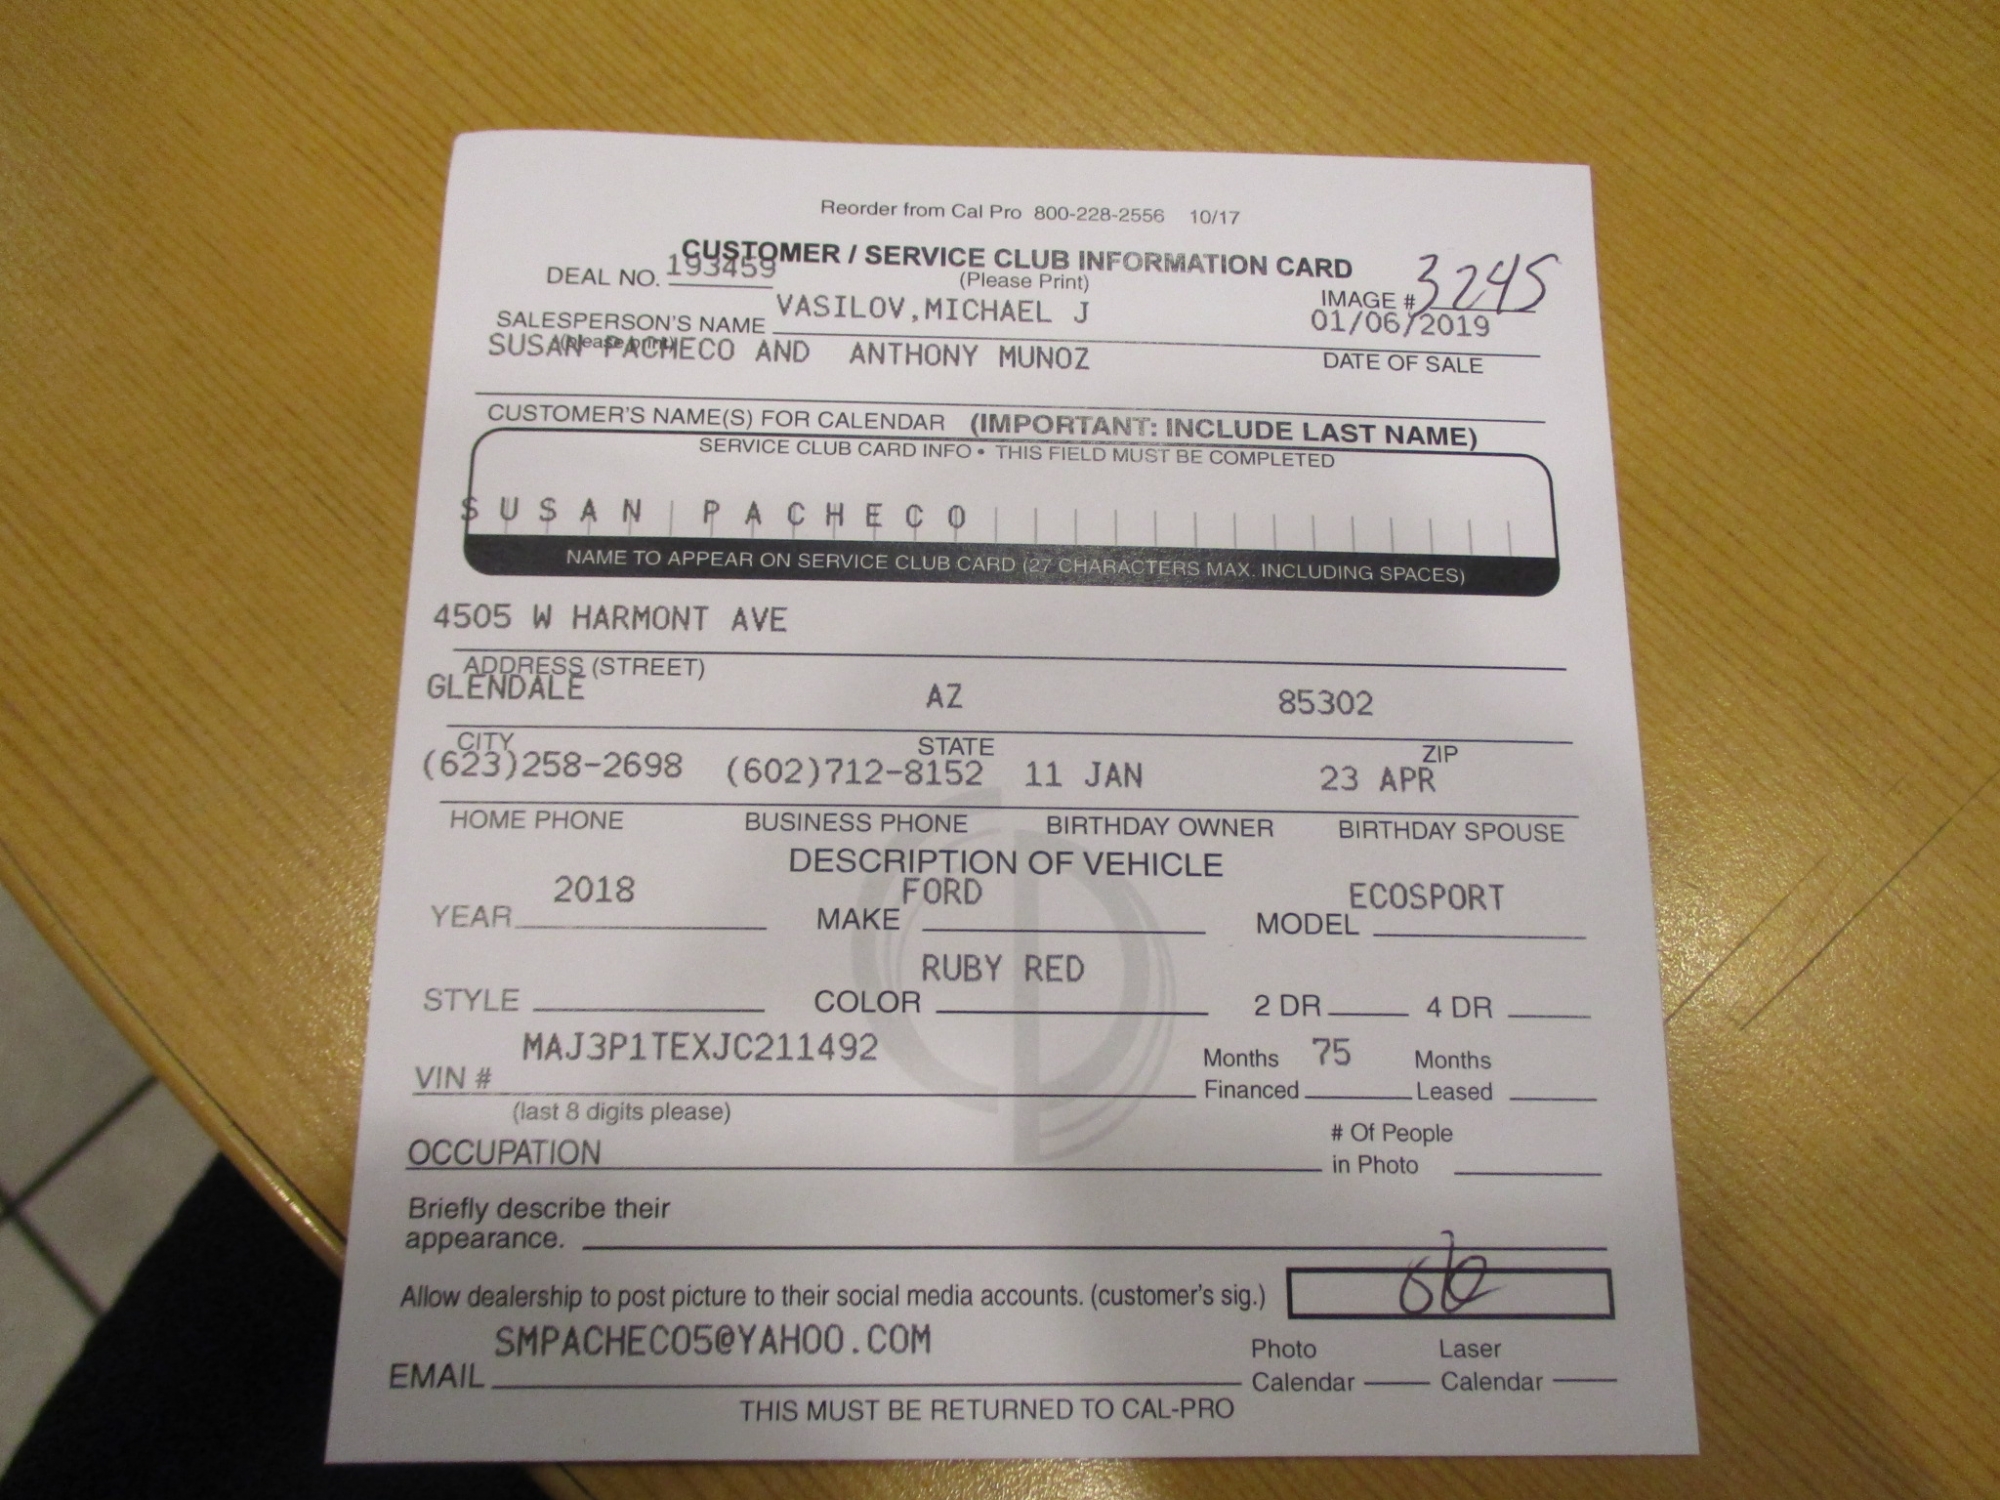 Reorder from Cal Pro 800-228-2556 10/17
CUSTOMER / SERVICE CLUB INFORMATION CARD
DEAL NO. 193459 (Please Print) IMAGE # 3245
SALESPERSON'S NAME VASILOV,MICHAEL J 01/06/2019
(please print) DATE OF SALE
SUSAN PACHECO AND ANTHONY MUNOZ
CUSTOMER'S NAME(S) FOR CALENDAR (IMPORTANT: INCLUDE LAST NAME)
SERVICE CLUB CARD INFO • THIS FIELD MUST BE COMPLETED
SUSAN PACHECO
NAME TO APPEAR ON SERVICE CLUB CARD (27 CHARACTERS MAX. INCLUDING SPACES)
4505 W HARMONT AVE
ADDRESS (STREET)
GLENDALE AZ 85302
CITY STATE ZIP
(623)258-2698 (602)712-8152 11 JAN 23 APR
HOME PHONE BUSINESS PHONE BIRTHDAY OWNER BIRTHDAY SPOUSE
DESCRIPTION OF VEHICLE
YEAR 2018 MAKE FORD MODEL ECOSPORT
STYLE COLOR RUBY RED 2 DR 4 DR
VIN # MAJ3P1TEXJC211492 Months Financed 75 Months Leased
(last 8 digits please)
OCCUPATION # Of People in Photo
Briefly describe their
appearance.
Allow dealership to post picture to their social media accounts. (customer's sig.)
EMAIL SMPACHECO5@YAHOO.COM Photo Calendar Laser Calendar
THIS MUST BE RETURNED TO CAL-PRO